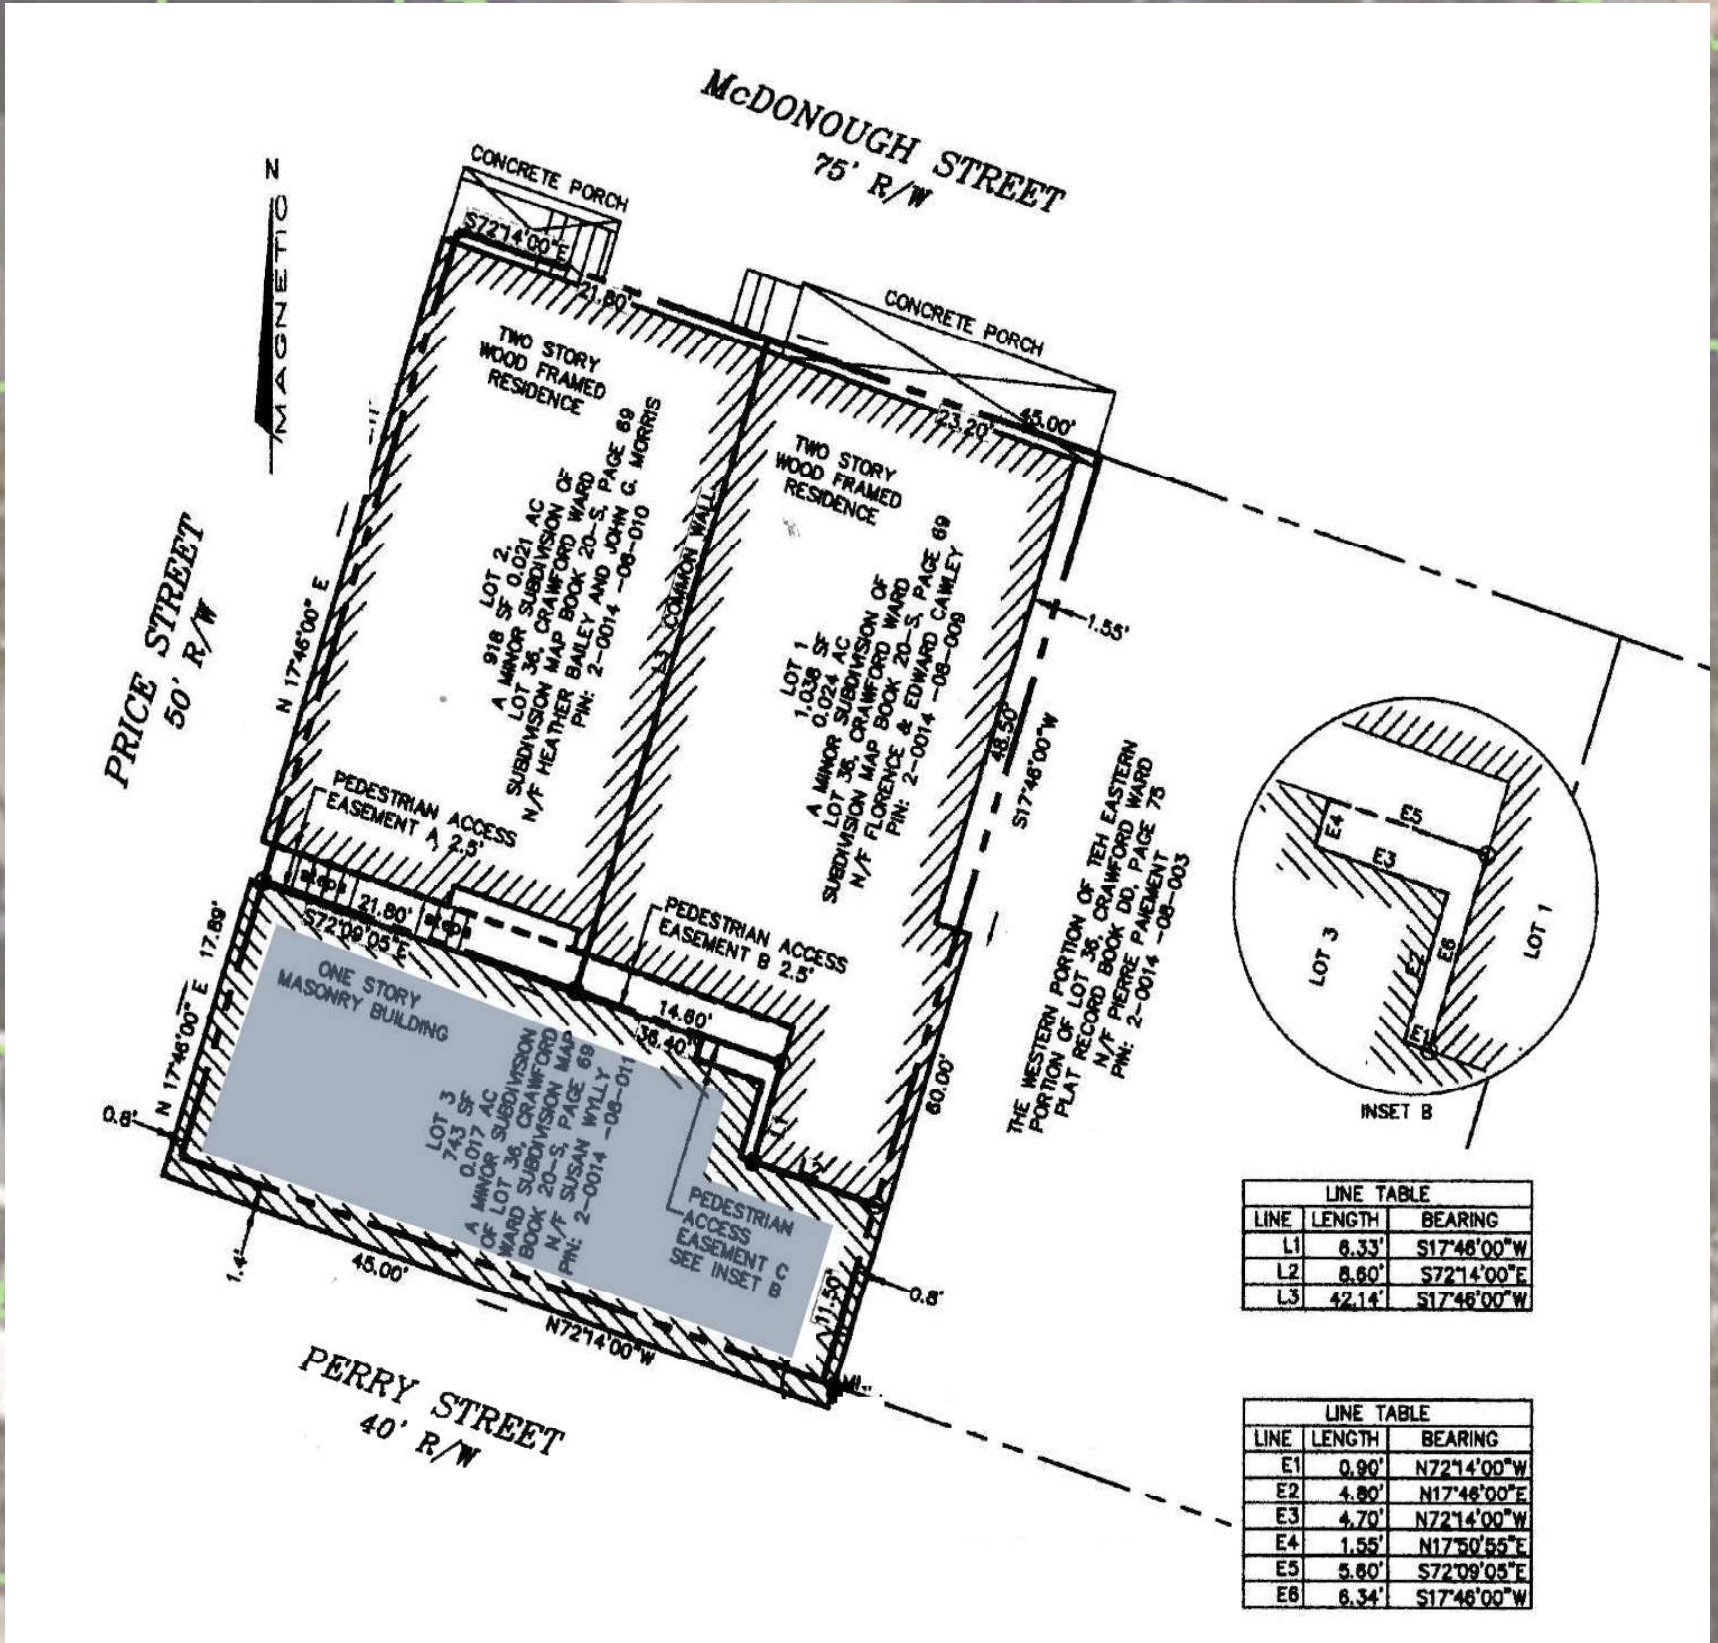 McDONOUGH STREET
75' R/W
MAGNETIC N
N
CONCRETE PORCH
S72°14'00"E
21.80'
CONCRETE PORCH
23.20'
45.00'
TWO STORY
WOOD FRAMED
RESIDENCE
LOT 2,
918 SF 0.021 AC
A MINOR SUBDIVISION OF
LOT 36, CRAWFORD WARD
SUBDIVISION MAP BOOK 20-S, PAGE 69
N/F HEATHER BAILEY AND JOHN G. MORRIS
PIN: 2-0014 -08-010
L3 COMMON WALL
TWO STORY
WOOD FRAMED
RESIDENCE
LOT 1
1,038 SF
0.024 AC
A MINOR SUBDIVISION OF
LOT 36, CRAWFORD WARD
SUBDIVISION MAP BOOK 20-S, PAGE 69
N/F FLORENCE & EDWARD CAWLEY
PIN: 2-0014 -08-009
1.55'
48.50'
S17°46'00"W
PRICE STREET
50' R/W
N 17°46'00" E
PEDESTRIAN ACCESS
EASEMENT A 2.5'
21.80'
S72°09'05"E
PEDESTRIAN ACCESS
EASEMENT B 2.5'
14.60'
36.40'
L1
L2
60.00'
THE WESTERN PORTION OF TEH EASTERN
PORTION OF LOT 36, CRAWFORD WARD
PLAT RECORD BOOK DD, PAGE 75
N/F PIERRE PAIEMENT
PIN: 2-0014 -08-003
N 17°46'00" E 17.89'
ONE STORY
MASONRY BUILDING
LOT 3
743 SF
0.017 AC
A MINOR SUBDIVISION
OF LOT 36, CRAWFORD
WARD SUBDIVISION MAP
BOOK 20-S, PAGE 69
N/F SUSAN WYLLY
PIN: 2-0014 -08-011
PEDESTRIAN
ACCESS
EASEMENT C
SEE INSET B
0.8'
1.4'
45.00'
N72°14'00"W
11.50'
0.8'
PERRY STREET
40' R/W
E5
E4
E3
E2
E6
E1
LOT 3
LOT 1
INSET B
LINE TABLE
LINE LENGTH BEARING
L1 6.33' S17°46'00"W
L2 8.60' S72°14'00"E
L3 42.14' S17°46'00"W
LINE TABLE
LINE LENGTH BEARING
E1 0.90' N72°14'00"W
E2 4.80' N17°46'00"E
E3 4.70' N72°14'00"W
E4 1.55' N17°50'55"E
E5 5.60' S72°09'05"E
E6 6.34' S17°46'00"W